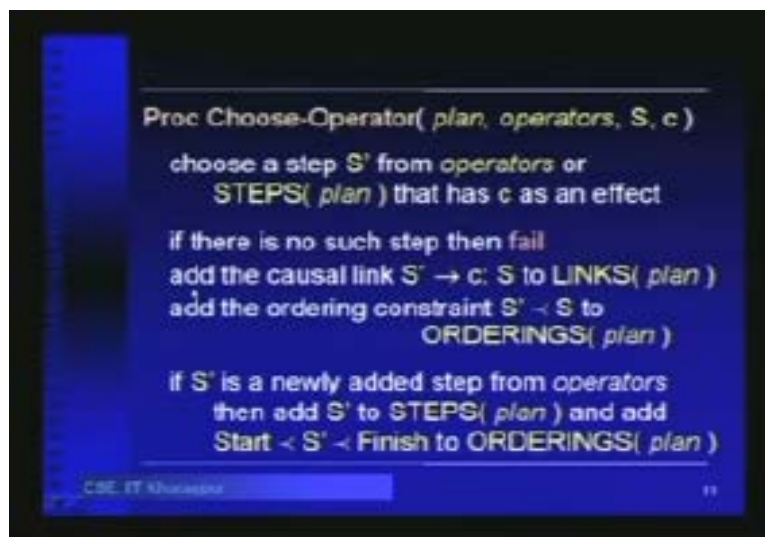 Proc Choose-Operator( plan, operators, S, c )
choose a step S' from operators or
STEPS( plan ) that has c as an effect
if there is no such step then fail
add the causal link S' → c: S to LINKS( plan )
add the ordering constraint S' ≺ S to
ORDERINGS( plan )
if S' is a newly added step from operators
then add S' to STEPS( plan ) and add
Start ≺ S' ≺ Finish to ORDERINGS( plan )
CSE, IIT Kharagpur